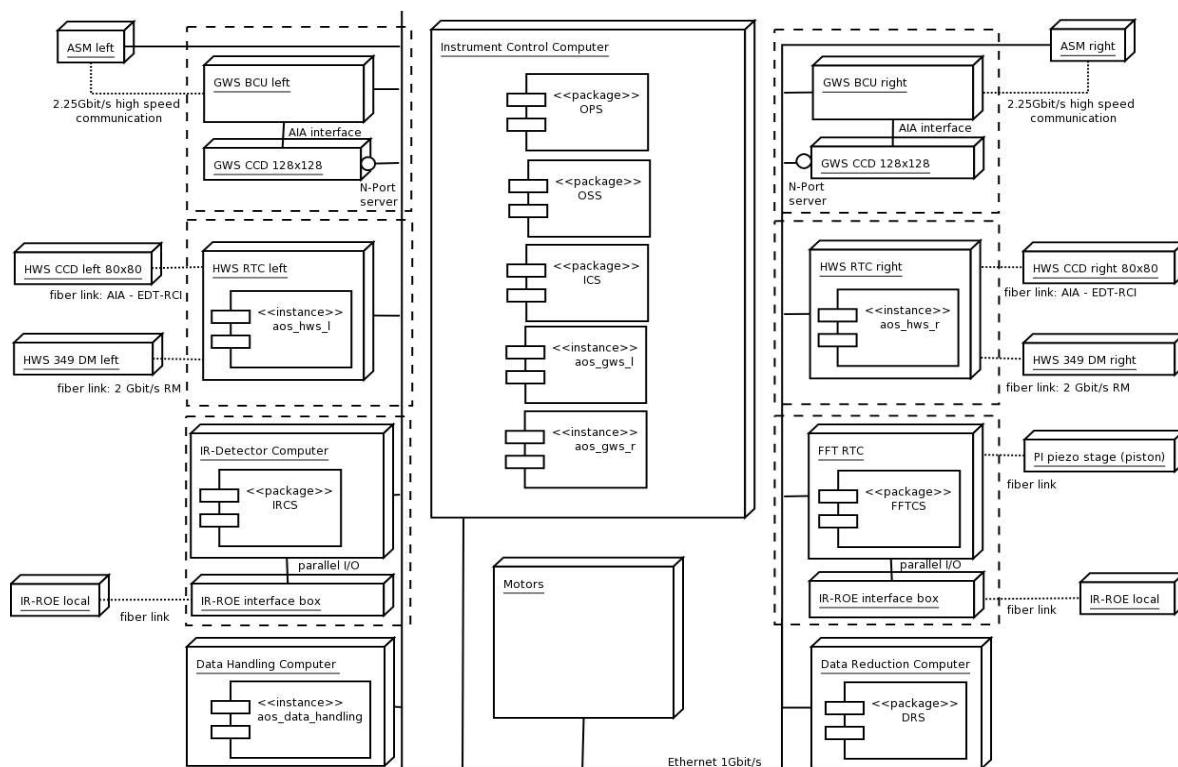 ASM left
2.25Gbit/s high speed
communication
GWS BCU left
AIA interface
GWS CCD 128x128
N-Port
server
HWS CCD left 80x80
fiber link: AIA - EDT-RCI
HWS RTC left
<<instance>>
aos_hws_l
HWS 349 DM left
fiber link: 2 Gbit/s RM
IR-Detector Computer
<<package>>
IRCS
parallel I/O
IR-ROE local
fiber link
IR-ROE interface box
Data Handling Computer
<<instance>>
aos_data_handling
Instrument Control Computer
<<package>>
OPS
<<package>>
OSS
<<package>>
ICS
<<instance>>
aos_gws_l
<<instance>>
aos_gws_r
Motors
Ethernet 1Gbit/s
ASM right
GWS BCU right
2.25Gbit/s high speed
communication
AIA interface
GWS CCD 128x128
N-Port
server
HWS RTC right
<<instance>>
aos_hws_r
HWS CCD right 80x80
fiber link: AIA - EDT-RCI
HWS 349 DM right
fiber link: 2 Gbit/s RM
FFT RTC
<<package>>
FFTCS
PI piezo stage (piston)
fiber link
parallel I/O
IR-ROE interface box
IR-ROE local
fiber link
Data Reduction Computer
<<package>>
DRS